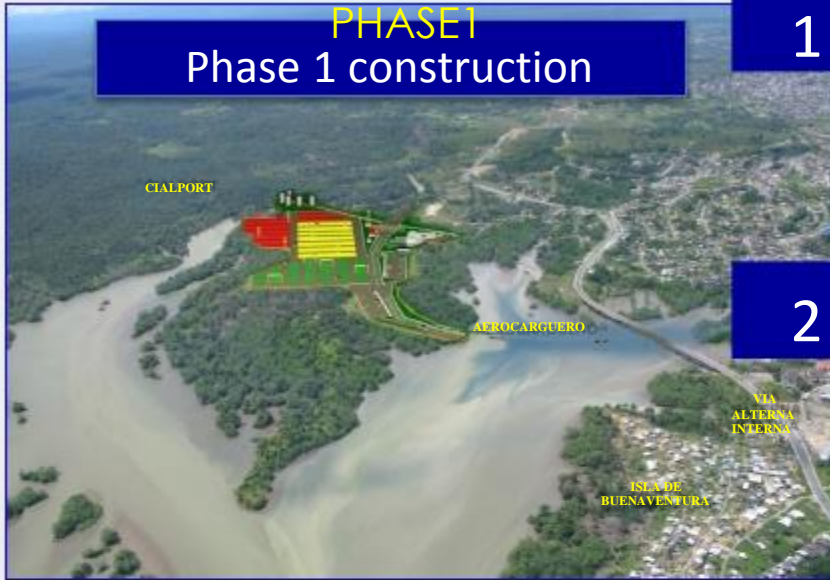 PHASE1
Phase 1 construction
1
CIALPORT
AEROCARGUERO
2
VIA
ALTERNA
INTERNA
ISLA DE
BUENAVENTURA